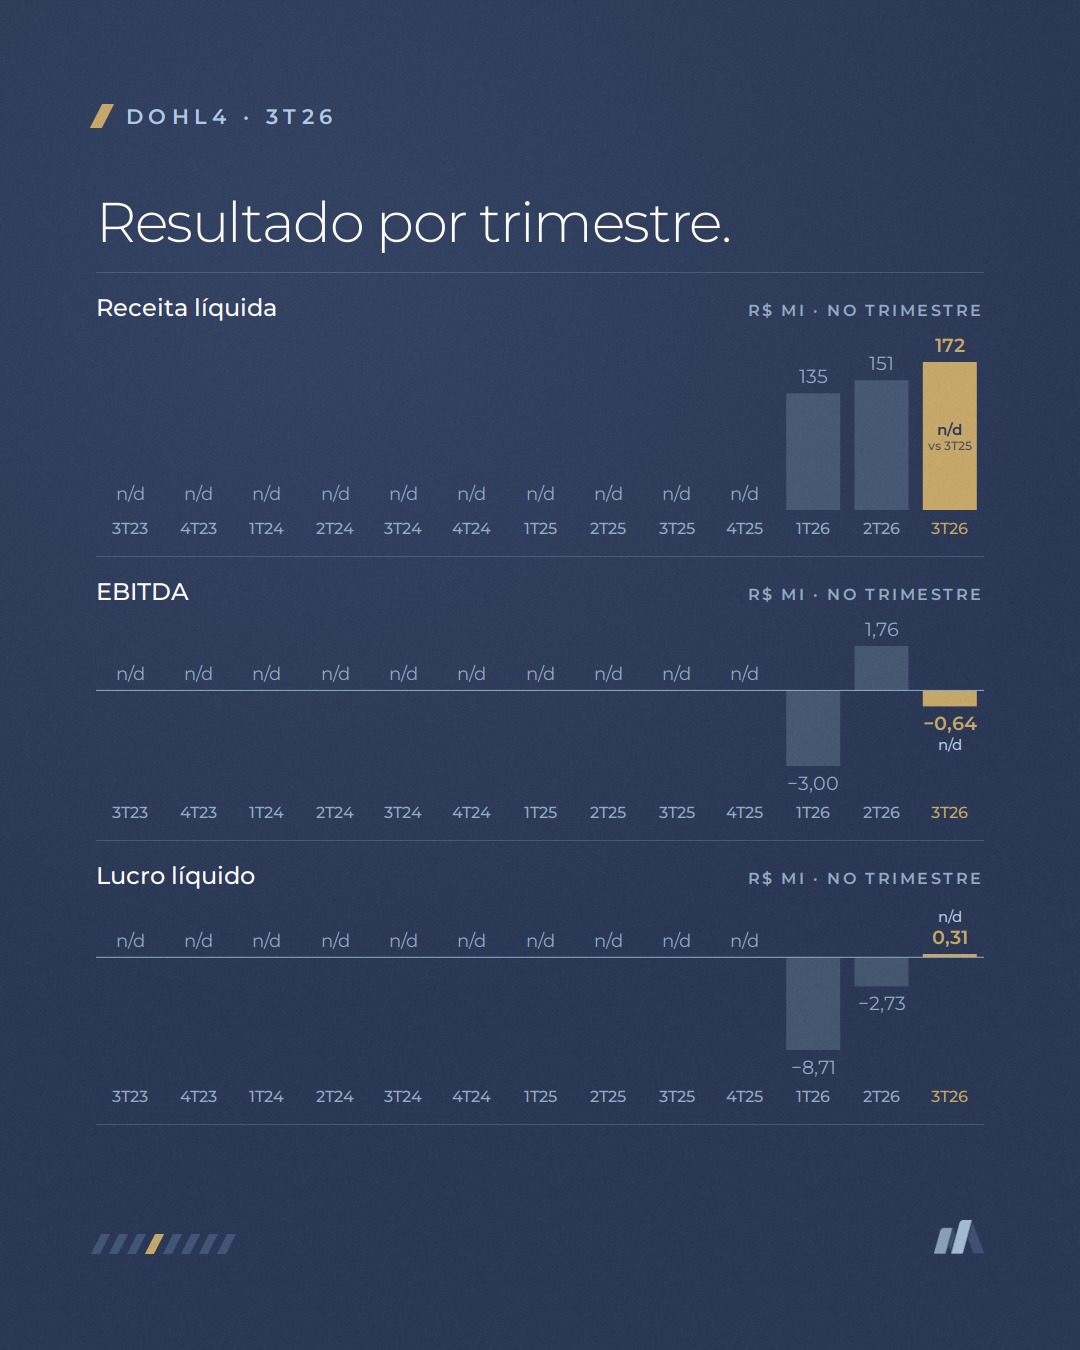 DOHL4 · 3T26
Resultado por trimestre.
Receita líquida
R$ MI · NO TRIMESTRE
n/d n/d n/d n/d n/d n/d n/d n/d n/d n/d 135 151 172
n/d
vs 3T25
3T23 4T23 1T24 2T24 3T24 4T24 1T25 2T25 3T25 4T25 1T26 2T26 3T26
EBITDA
R$ MI · NO TRIMESTRE
n/d n/d n/d n/d n/d n/d n/d n/d n/d n/d −3,00 1,76 −0,64
n/d
3T23 4T23 1T24 2T24 3T24 4T24 1T25 2T25 3T25 4T25 1T26 2T26 3T26
Lucro líquido
R$ MI · NO TRIMESTRE
n/d
n/d n/d n/d n/d n/d n/d n/d n/d n/d n/d −8,71 −2,73 0,31
3T23 4T23 1T24 2T24 3T24 4T24 1T25 2T25 3T25 4T25 1T26 2T26 3T26